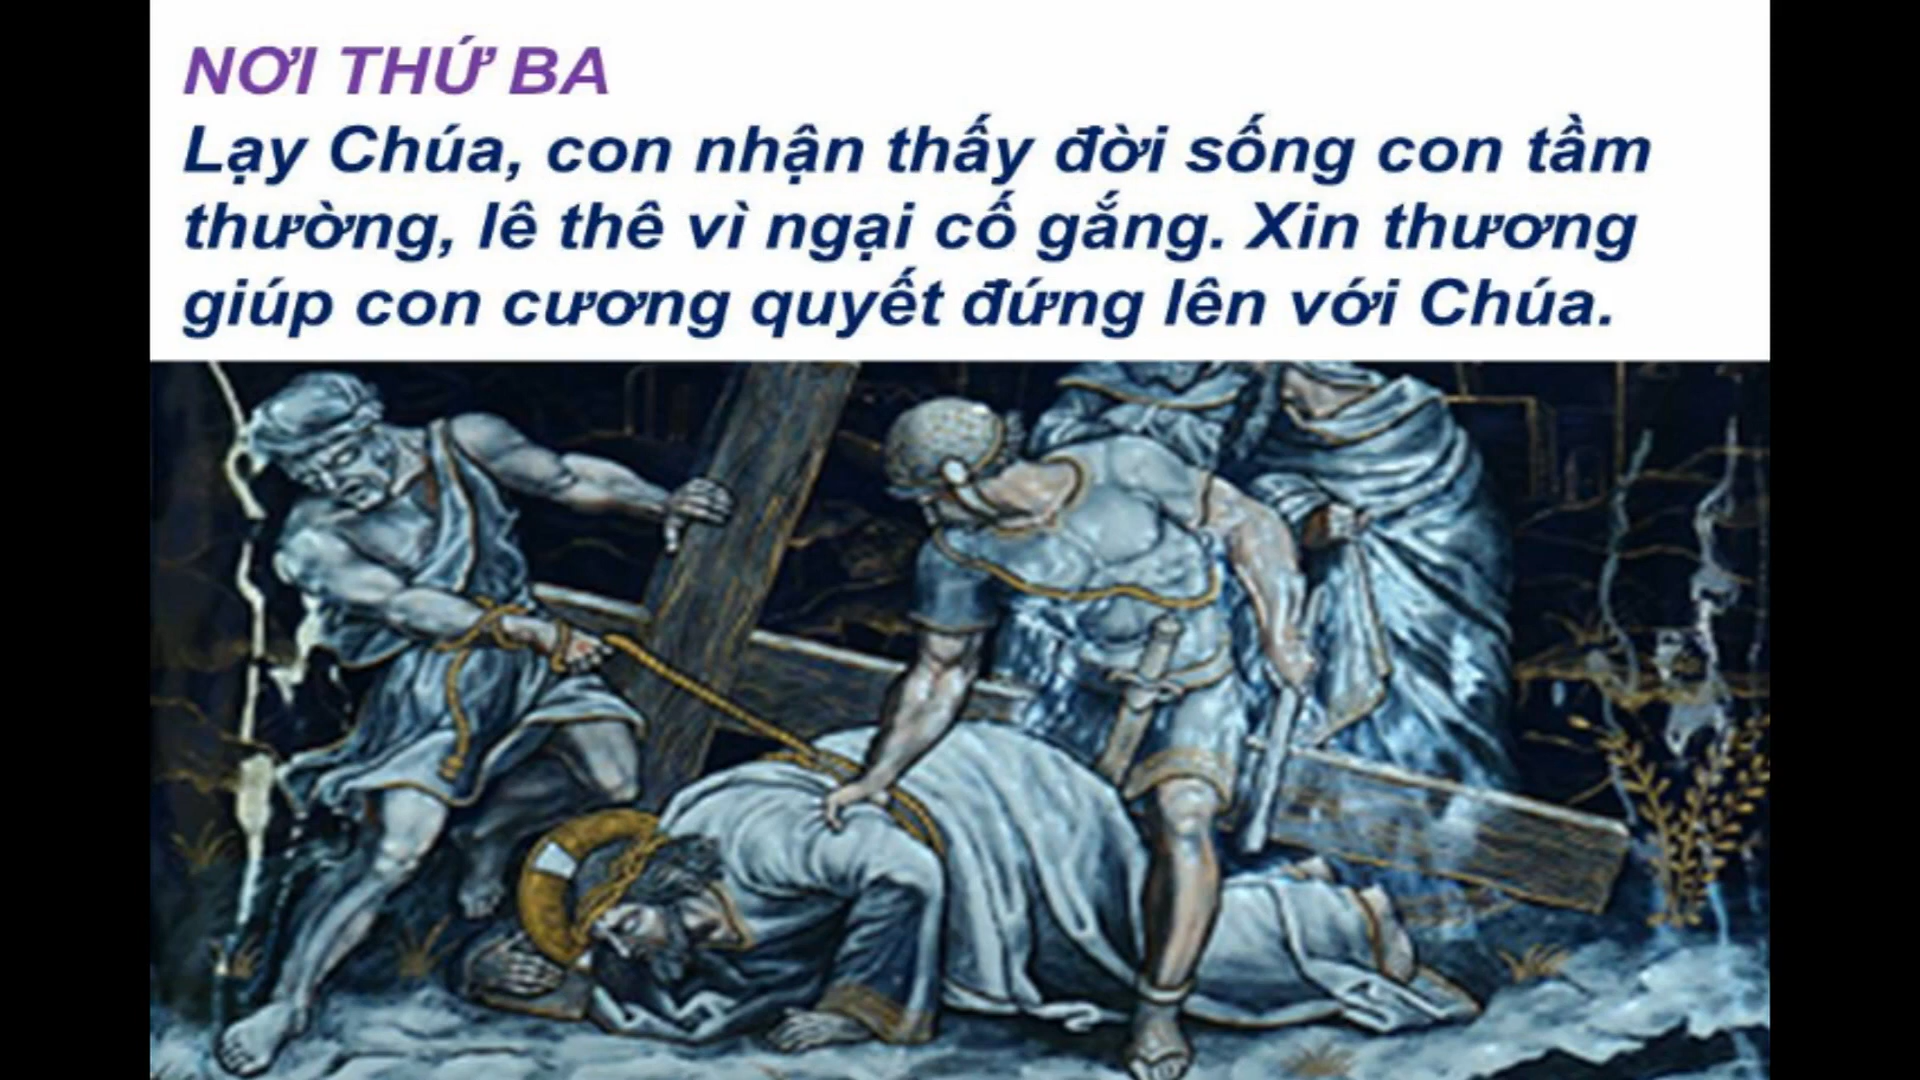 NƠI THỨ BA
Lạy Chúa, con nhận thấy đời sống con tầm
thường, lê thê vì ngại cố gắng. Xin thương
giúp con cương quyết đứng lên với Chúa.